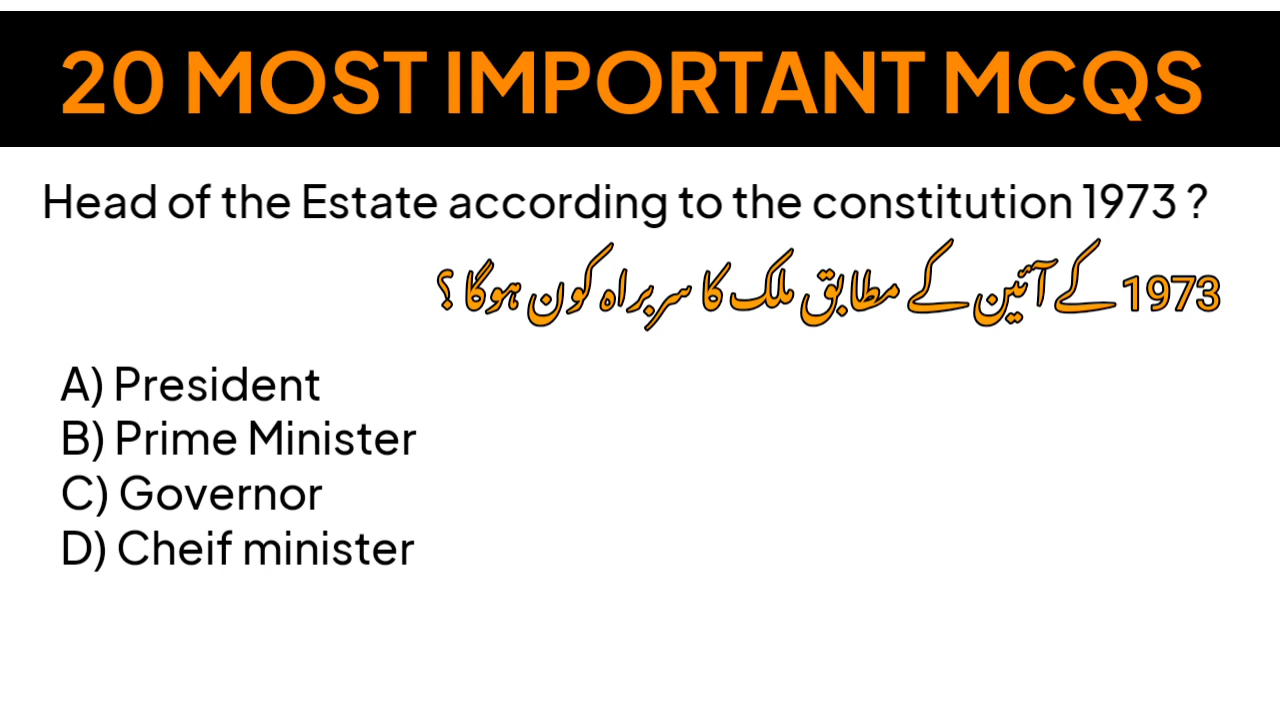 20 MOST IMPORTANT MCQS
Head of the Estate according to the constitution 1973 ?
1973 کے آئین کے مطابق ملک کا سربراہ کون ہوگا ؟
A) President
B) Prime Minister
C) Governor
D) Cheif minister